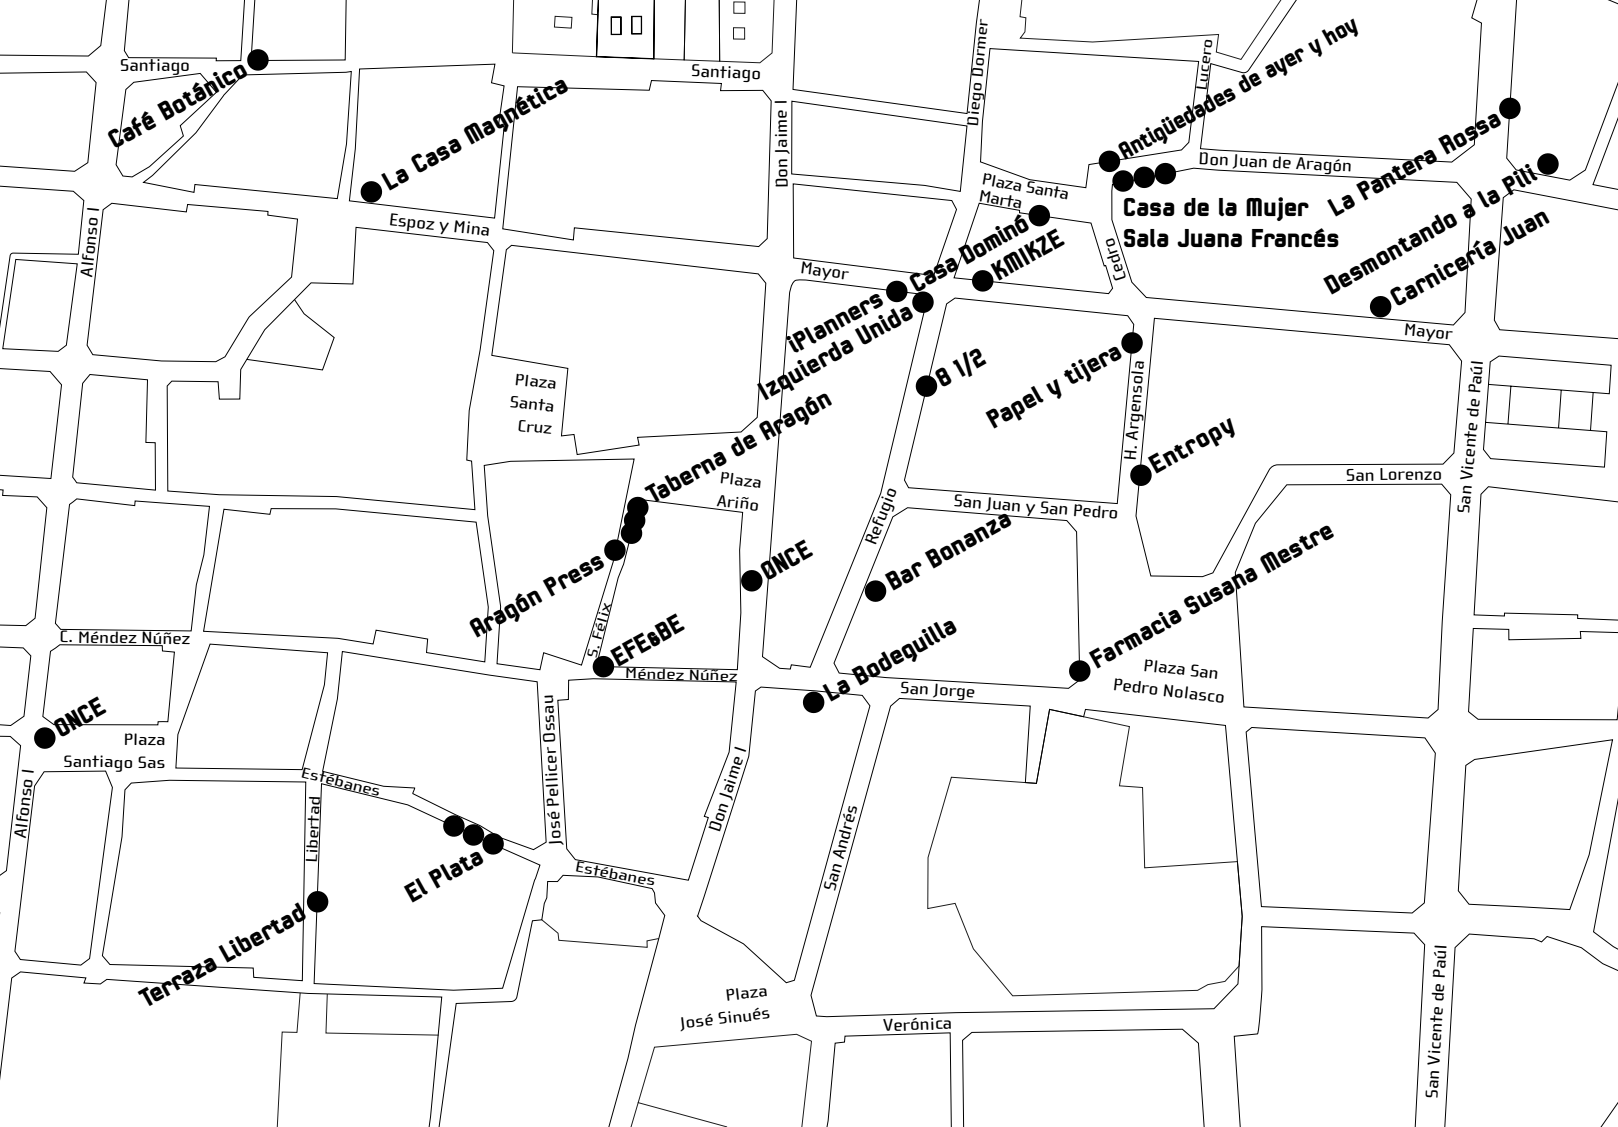 Santiago
Café Botánico
La Casa Magnética
Santiago
Don Jaime I
Diego Dormer
Lucero
Antigüedades de ayer y hoy
Don Juan de Aragón
La Pantera Rossa
Desmontando a la Pili
Carnicería Juan
Plaza Santa
Marta
Casa de la Mujer
Sala Juana Francés
Casa Dominó
KMIKZE
Cedro
Alfonso I
Espoz y Mina
Mayor
iPlanners
Izquierda Unida
Mayor
8 1/2
Papel y tijera
H. Argensola
Entropy
San Vicente de Paúl
San Lorenzo
Plaza
Santa
Cruz
Taberna de Aragón
Plaza
Ariño
Refugio
San Juan y San Pedro
Bar Bonanza
Aragón Press
ONCE
S. Félix
EFE&BE
Méndez Núñez
C. Méndez Núñez
Farmacia Susana Mestre
La Bodeguilla
San Jorge
Plaza San
Pedro Nolasco
ONCE
Plaza
Santiago Sas
Alfonso I
Estébanes
Libertad
José Pellicer Ossau
Don Jaime I
San Andrés
El Plata
Estébanes
Terraza Libertad
Plaza
José Sinués
Verónica
San Vicente de Paúl